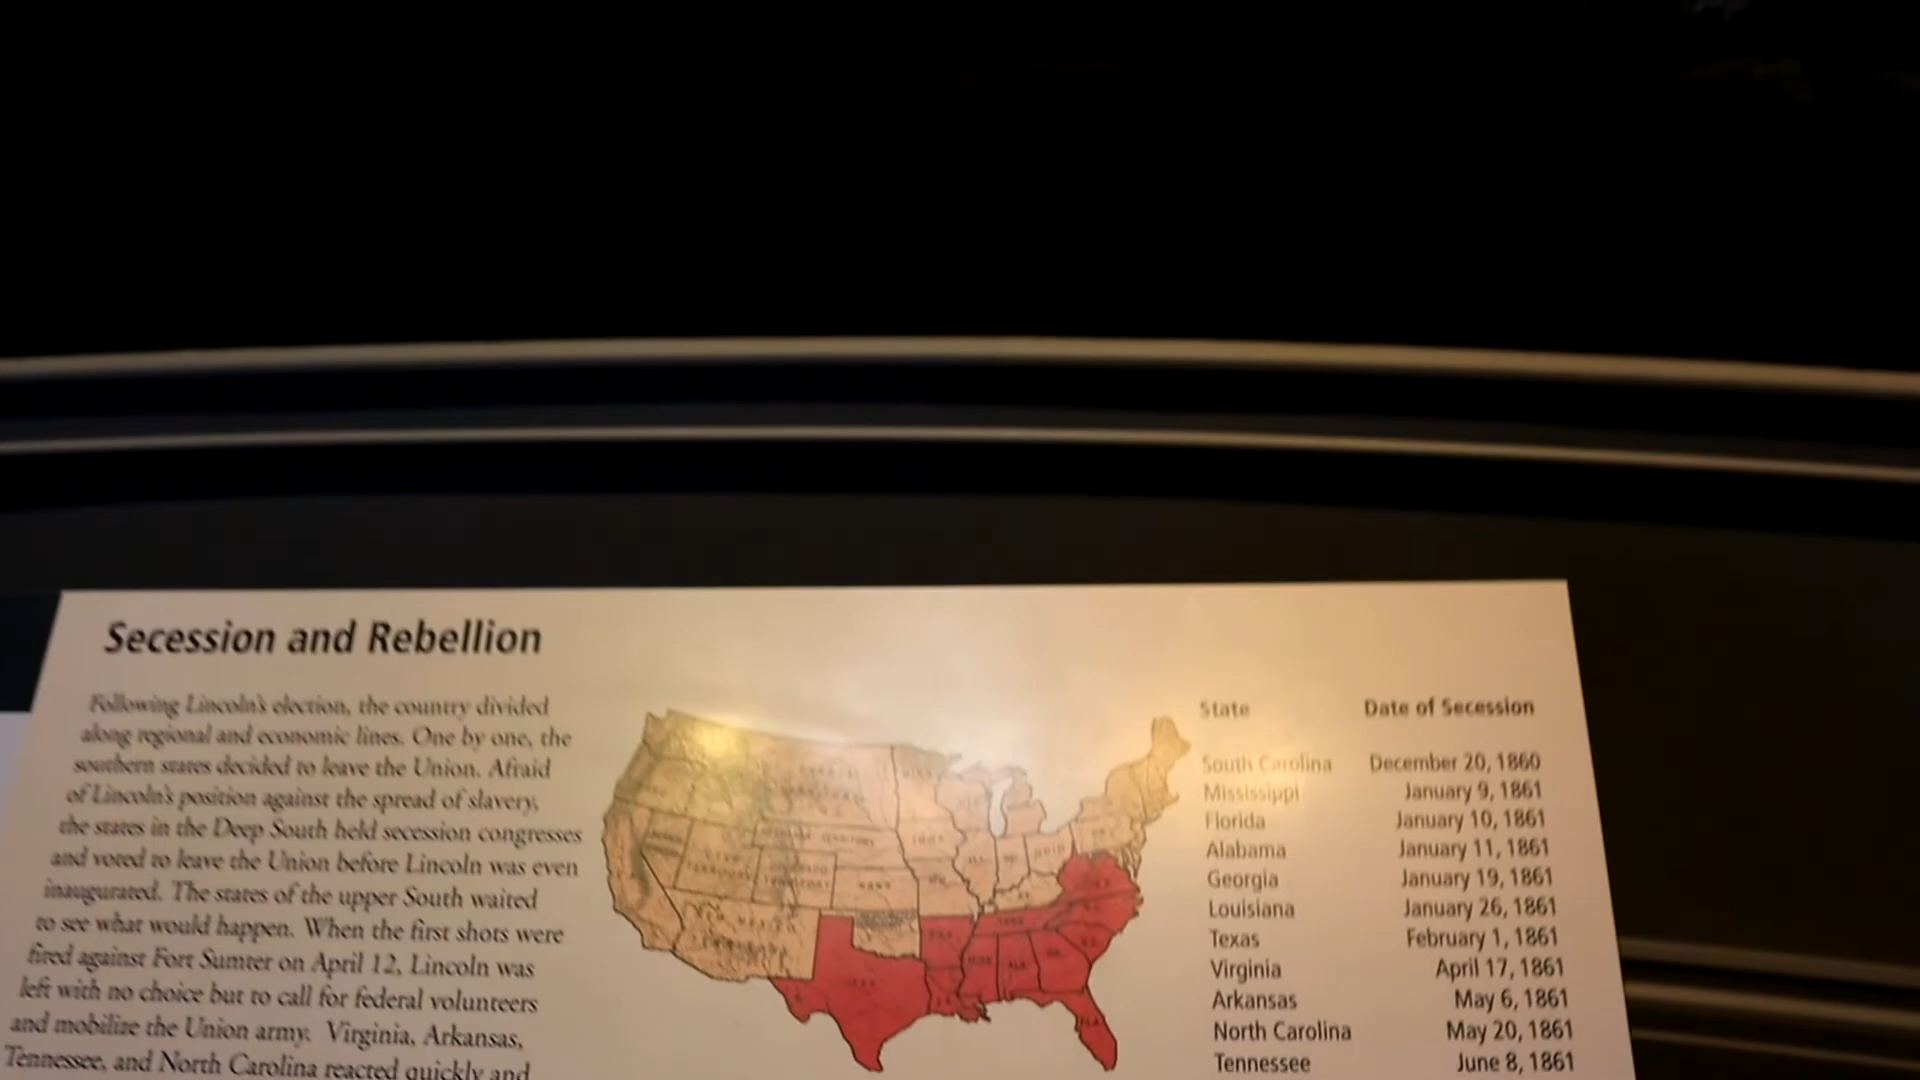 Secession and Rebellion
Following Lincoln's election, the country divided
along regional and economic lines. One by one, the
southern states decided to leave the Union. Afraid
of Lincoln's position against the spread of slavery,
the states in the Deep South held secession congresses
and voted to leave the Union before Lincoln was even
inaugurated. The states of the upper South waited
to see what would happen. When the first shots were
fired against Fort Sumter on April 12, Lincoln was
left with no choice but to call for federal volunteers
and mobilize the Union army. Virginia, Arkansas,
Tennessee, and North Carolina reacted quickly and
State Date of Secession
South Carolina December 20, 1860
Mississippi January 9, 1861
Florida January 10, 1861
Alabama January 11, 1861
Georgia January 19, 1861
Louisiana January 26, 1861
Texas February 1, 1861
Virginia April 17, 1861
Arkansas May 6, 1861
North Carolina May 20, 1861
Tennessee June 8, 1861